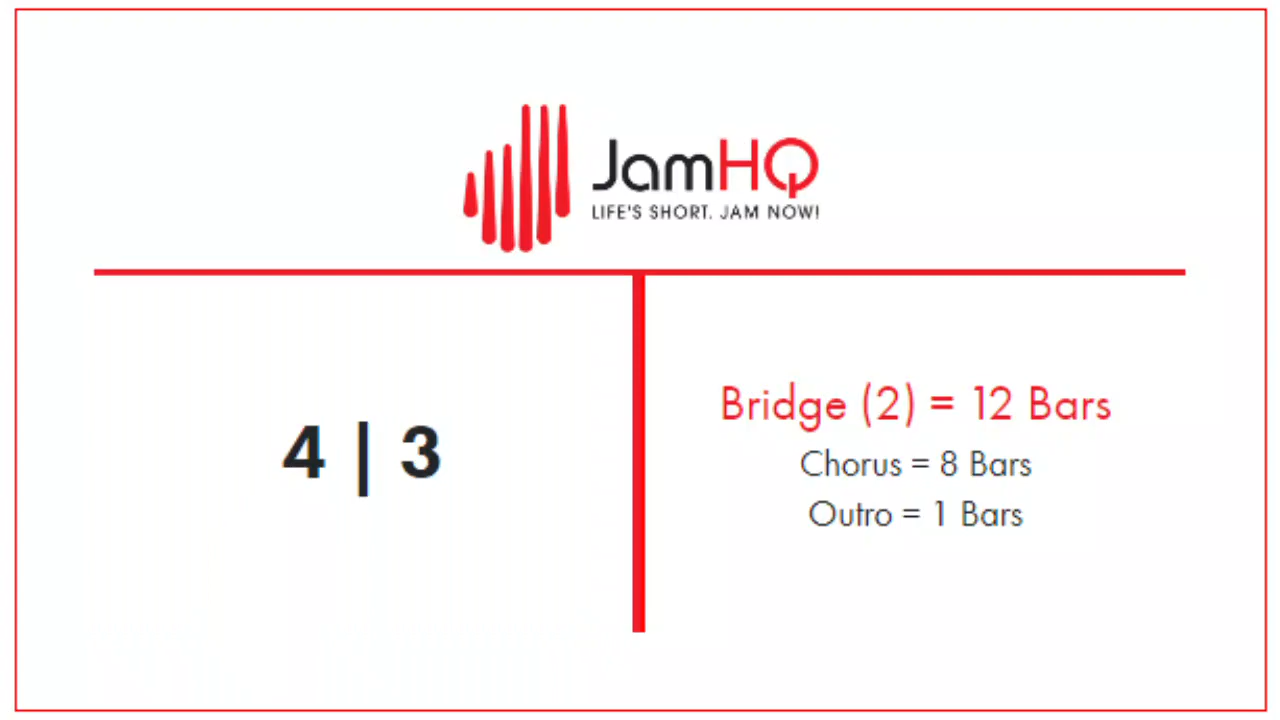 JamHQ
LIFE'S SHORT. JAM NOW!
4 | 3
Bridge (2) = 12 Bars
Chorus = 8 Bars
Outro = 1 Bars